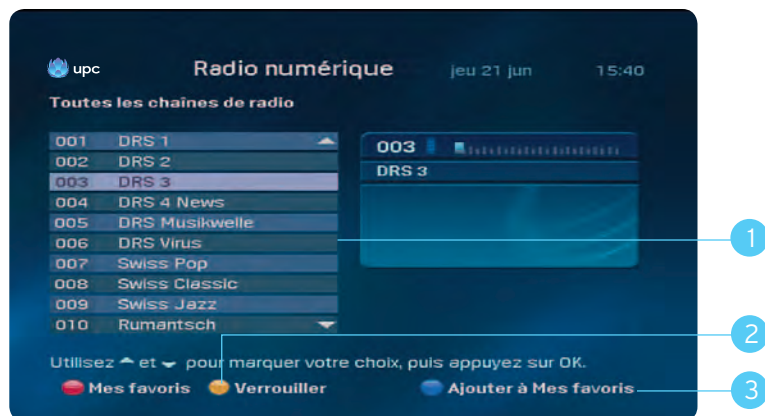 upc Radio numérique jeu 21 jun 15:40
Toutes les chaînes de radio
001 DRS 1
002 DRS 2
003 DRS 3
004 DRS 4 News
005 DRS Musikwelle
006 DRS Virus
007 Swiss Pop
008 Swiss Classic
009 Swiss Jazz
010 Rumantsch
003
DRS 3
1
2
Utilisez et pour marquer votre choix, puis appuyez sur OK.
Mes favoris Verrouiller Ajouter à Mes favoris
3